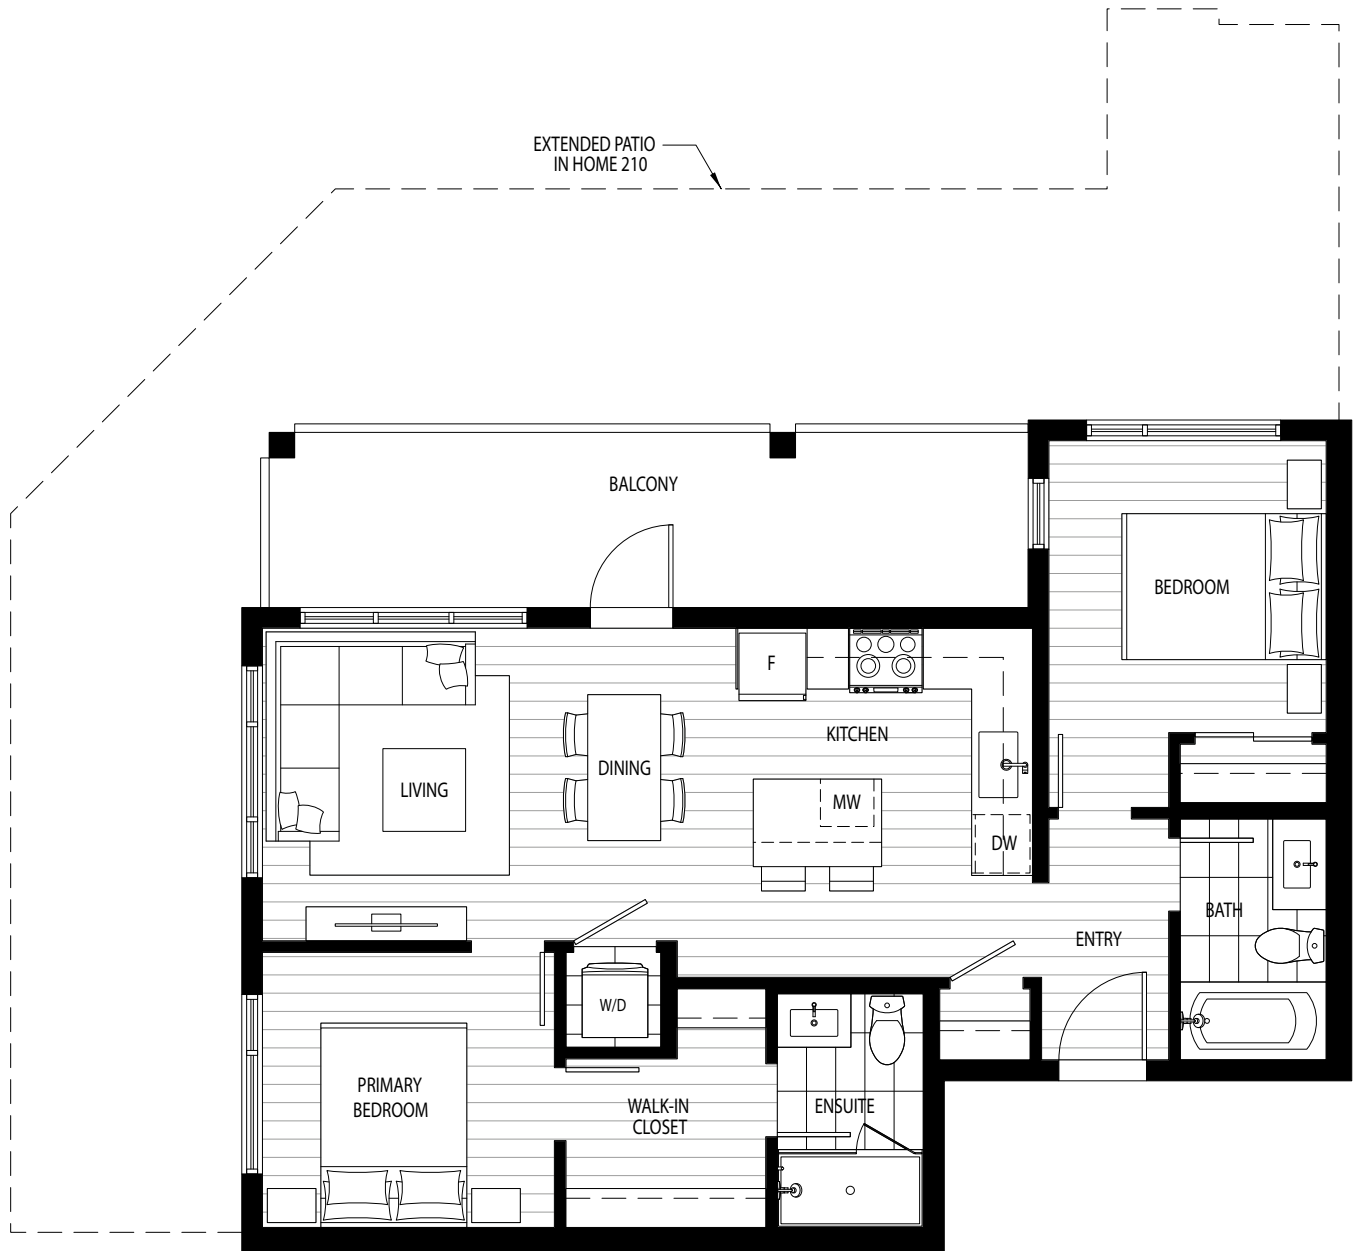 EXTENDED PATIO
IN HOME 210
BALCONY
BEDROOM
F
KITCHEN
DINING
LIVING
MW
DW
BATH
ENTRY
W/D
PRIMARY
BEDROOM
WALK-IN
CLOSET
ENSUITE